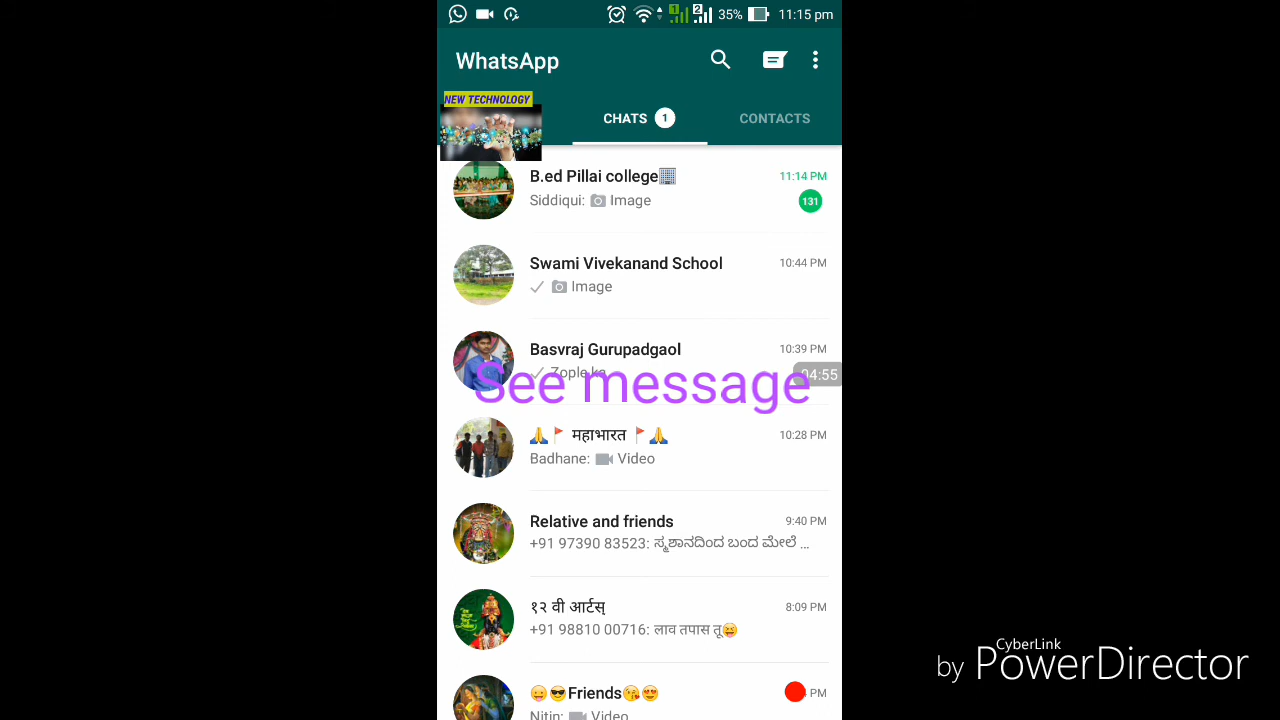 35% 11:15 pm
WhatsApp
NEW TECHNOLOGY
CHATS 1 CONTACTS
B.ed Pillai college🏢 11:14 PM
Siddiqui: Image 131
Swami Vivekanand School 10:44 PM
Image
Basvraj Gurupadgaol 10:39 PM
Zople ka
04:55
See message
🙏🚩 महाभारत 🚩🙏 10:28 PM
Badhane: Video
Relative and friends 9:40 PM
+91 97390 83523: ಸ್ಮಶಾನದಿಂದ ಬಂದ ಮೇಲೆ ...
१२ वी आर्टस् 8:09 PM
+91 98810 00716: लाव तपास तू😝
😛😎Friends😘😍 PM
Nitin: Video
CyberLink
by PowerDirector